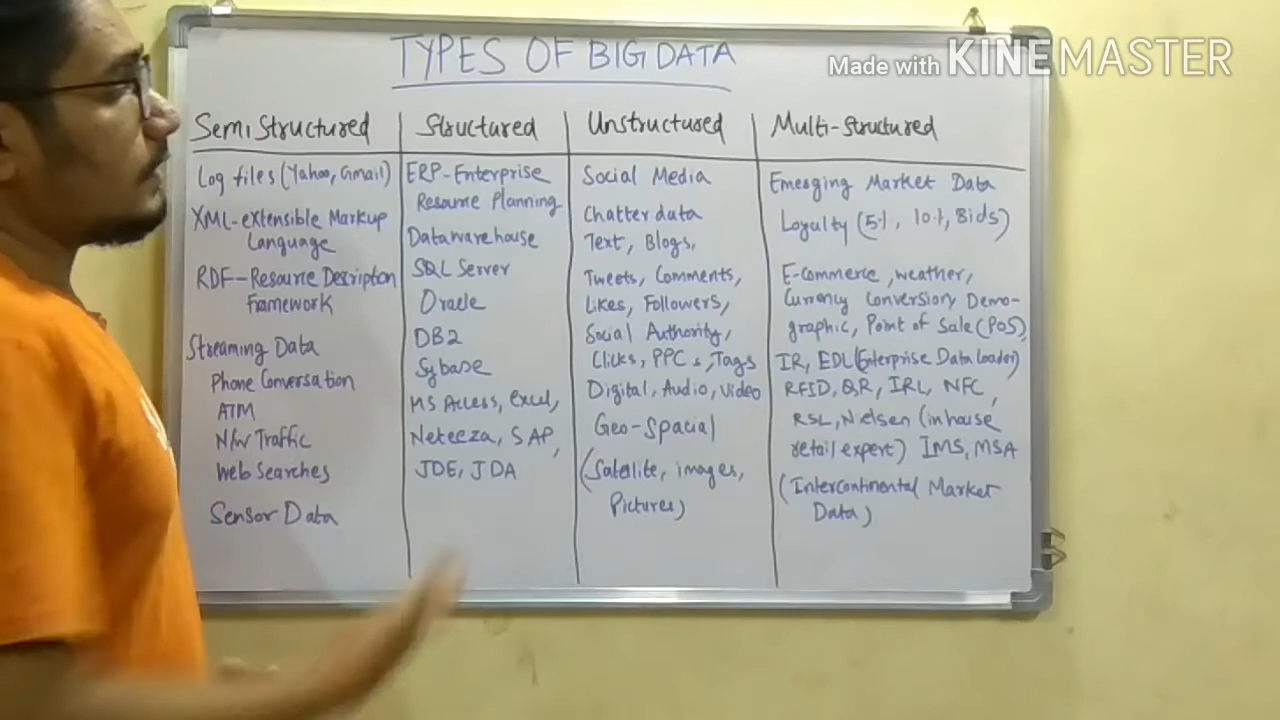 TYPES OF BIG DATA
Made with KINEMASTER
Semi Structured
Log files (Yahoo, Gmail)
XML-extensible Markup
Language
RDF-Resource Description
Framework
Streaming Data
Phone Conversation
ATM
N/w Traffic
Web Searches
Sensor Data
Structured
ERP-Enterprise
Resource Planning
Datawarehouse
SQL Server
Oracle
DB2
Sybase
MS Access, excel,
Neteeza, SAP,
JDE, JDA
Unstructured
Social Media
Chatter data
Text, Blogs,
Tweets, Comments,
Likes, Followers,
Social Authority,
Clicks, PPC s, Tags
Digital, Audio, Video
Geo-Spacial
(Satellite, images,
Pictures)
Multi-Structured
Emerging Market Data
Loyalty (5%, 10%, Bids)
E-Commerce, weather,
Currency Conversion, Demo-
graphic, Point of Sale (POS),
IR, EDL (Enterprise Data Loader)
RFID, QR, IRL, NFC,
RSL, Nielsen (in house
retail expert) IMS, MSA
(Intercontinental Market
Data)